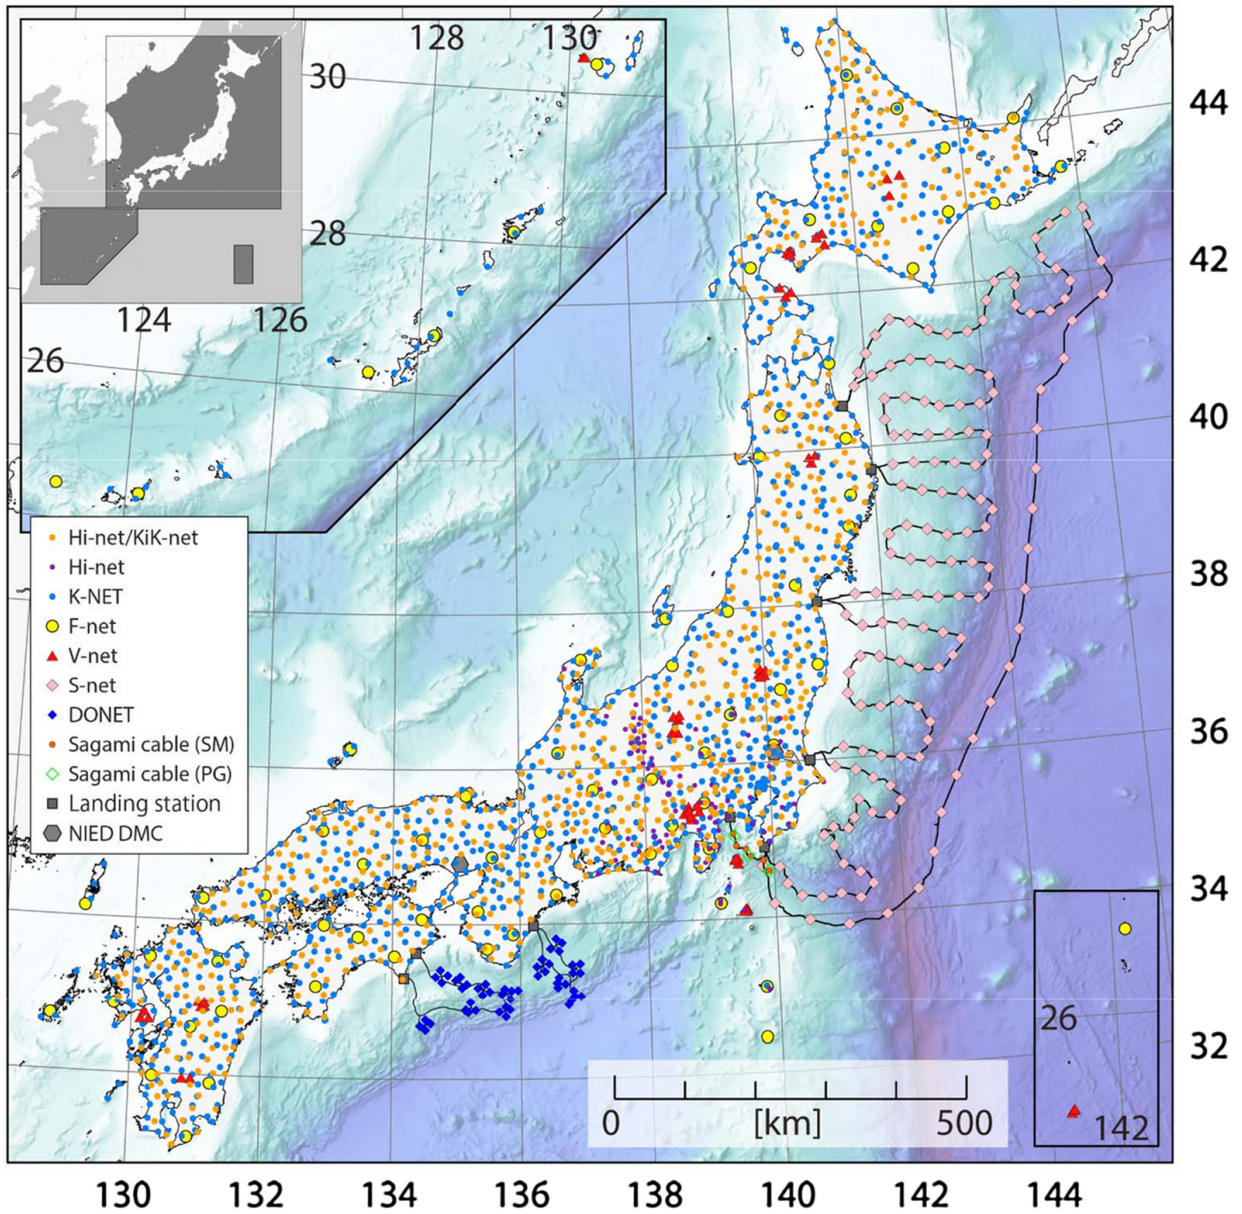 128 130
30
44
28
42
124 126
26
40
Hi-net/KiK-net
Hi-net
K-NET
F-net
V-net
S-net
DONET
Sagami cable (SM)
Sagami cable (PG)
Landing station
NIED DMC
38
36
34
26
32
0 [km] 500
142
130 132 134 136 138 140 142 144